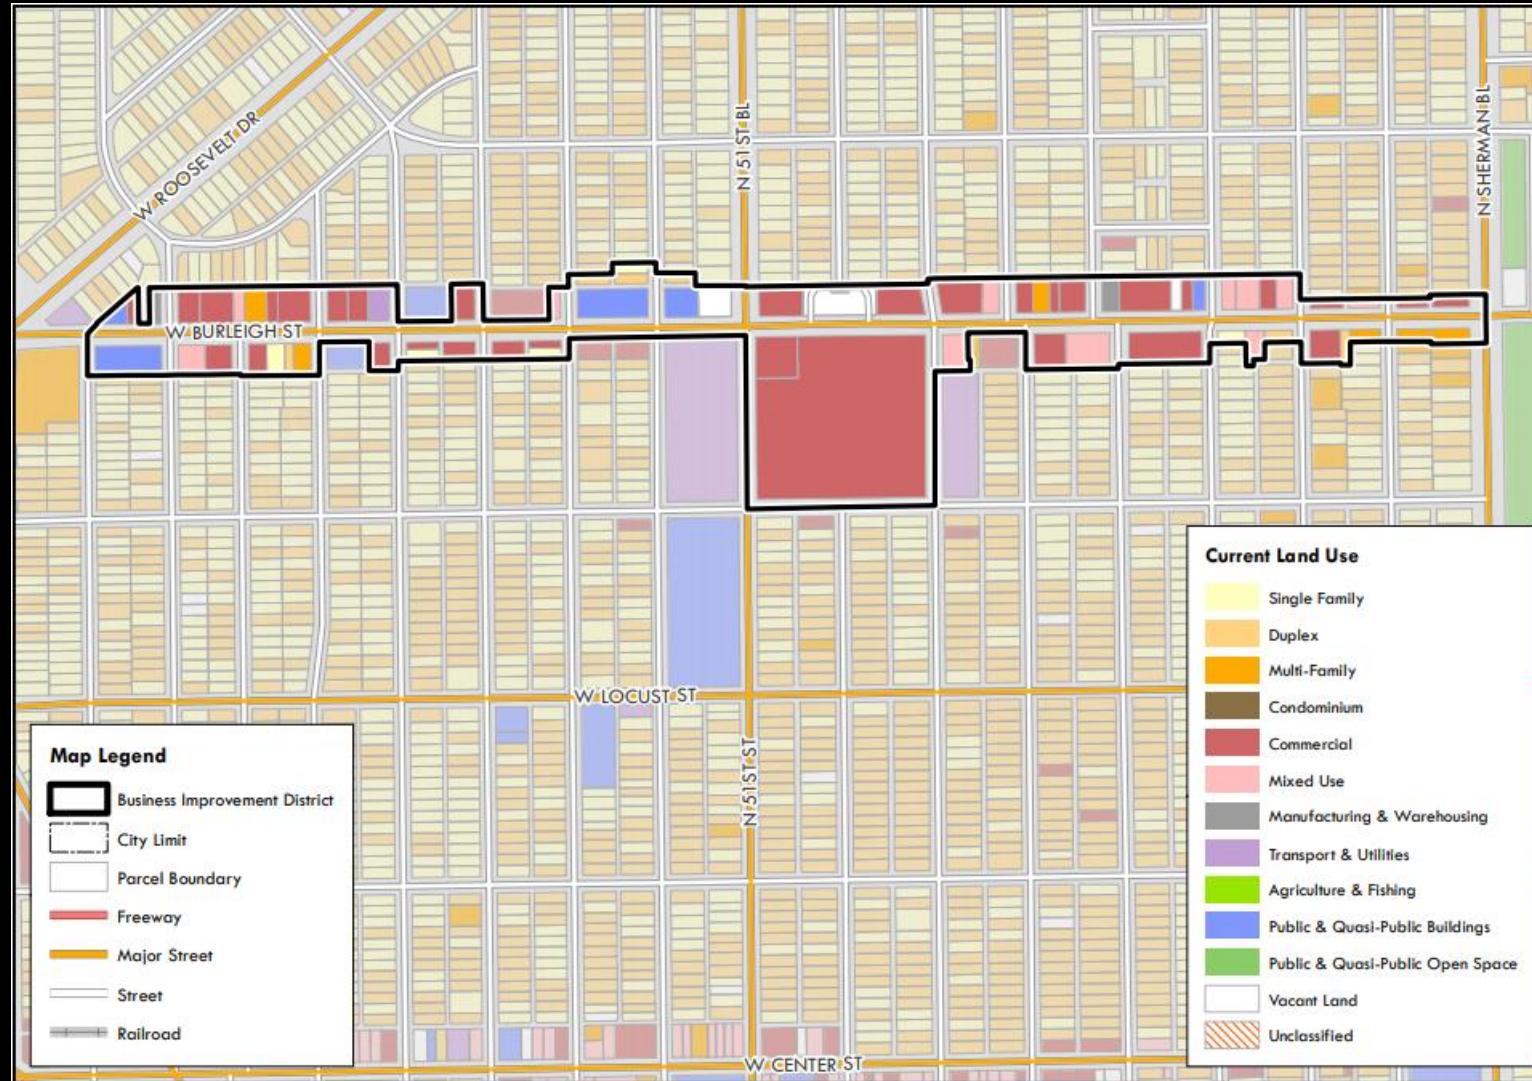 N 51ST BL
N SHERMAN BL
W ROOSEVELT DR
W BURLEIGH ST
W LOCUST ST
N 51ST ST
W CENTER ST
Map Legend
Business Improvement District
City Limit
Parcel Boundary
Freeway
Major Street
Street
Railroad
Current Land Use
Single Family
Duplex
Multi-Family
Condominium
Commercial
Mixed Use
Manufacturing & Warehousing
Transport & Utilities
Agriculture & Fishing
Public & Quasi-Public Buildings
Public & Quasi-Public Open Space
Vacant Land
Unclassified